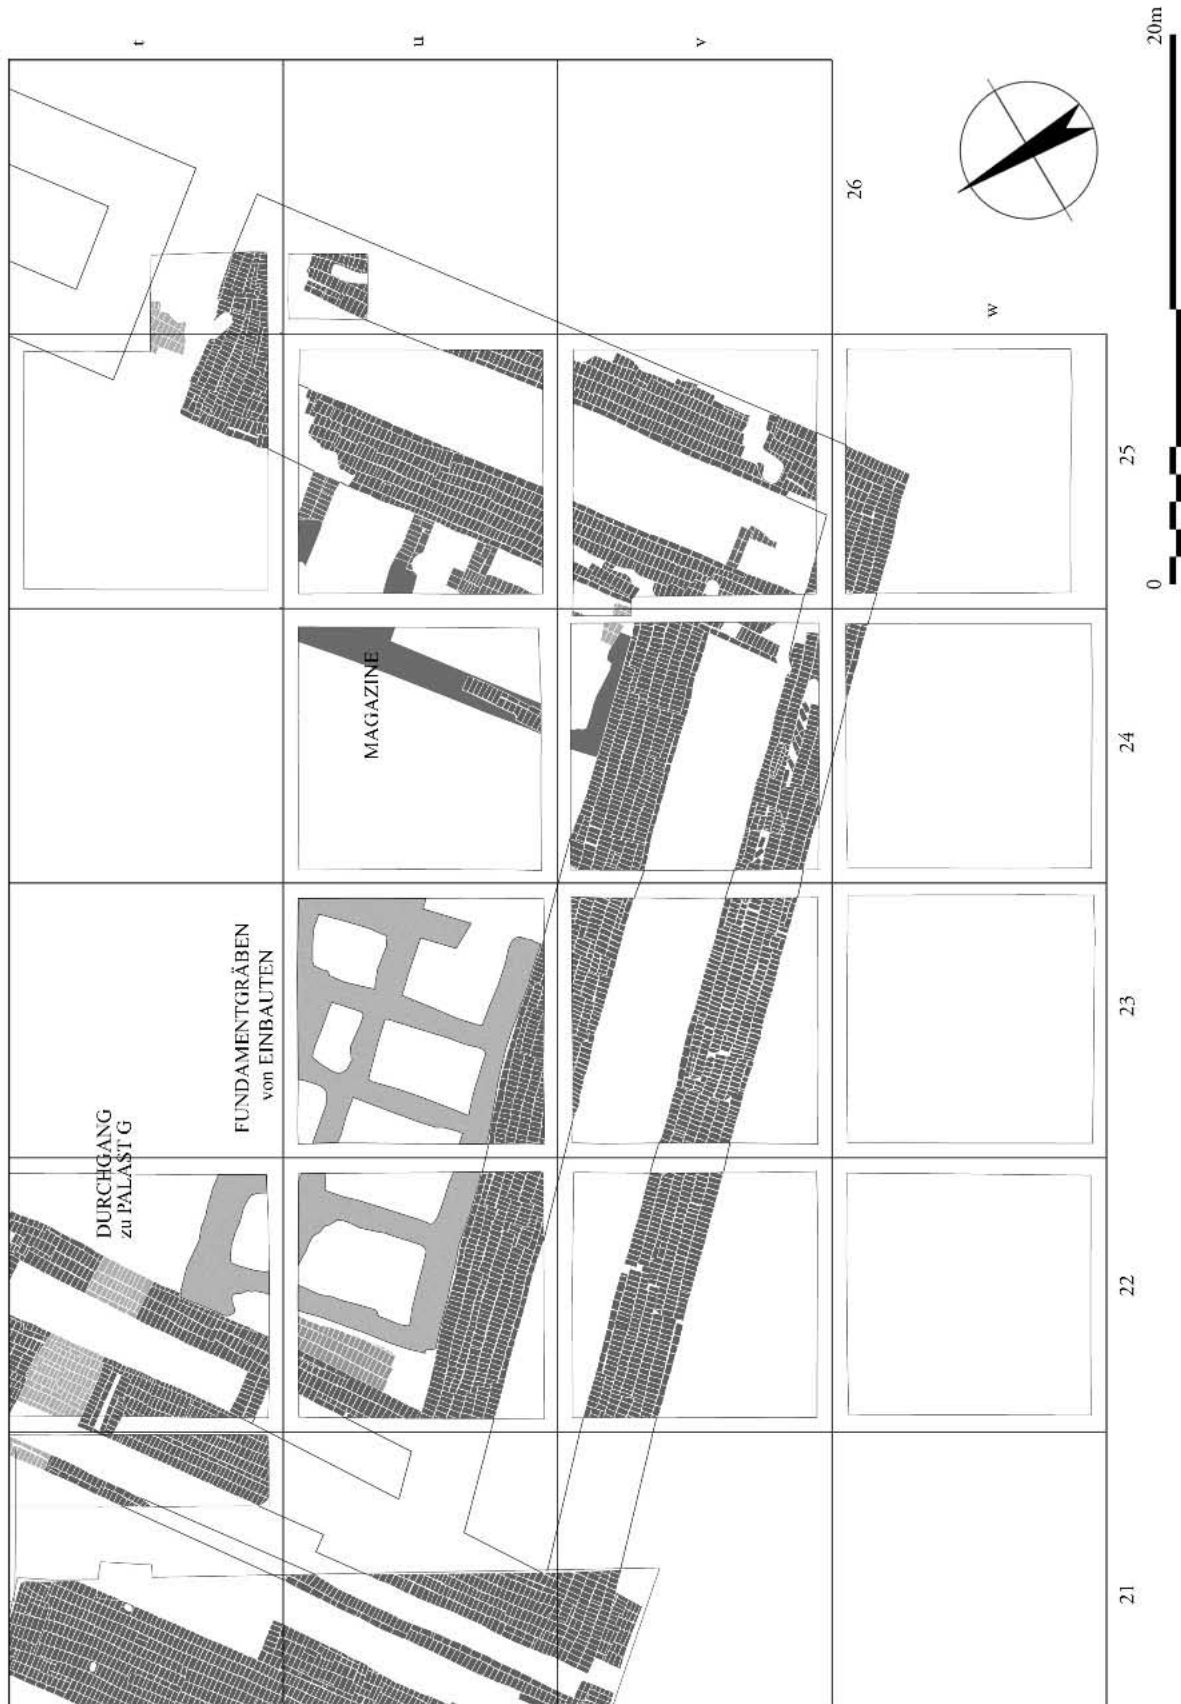 t
u
v
w
26
25
24
23
22
21
20m
0
MAGAZINE
FUNDAMENTGRÄBEN
von EINBAUTEN
DURCHGANG
zu PALAST G